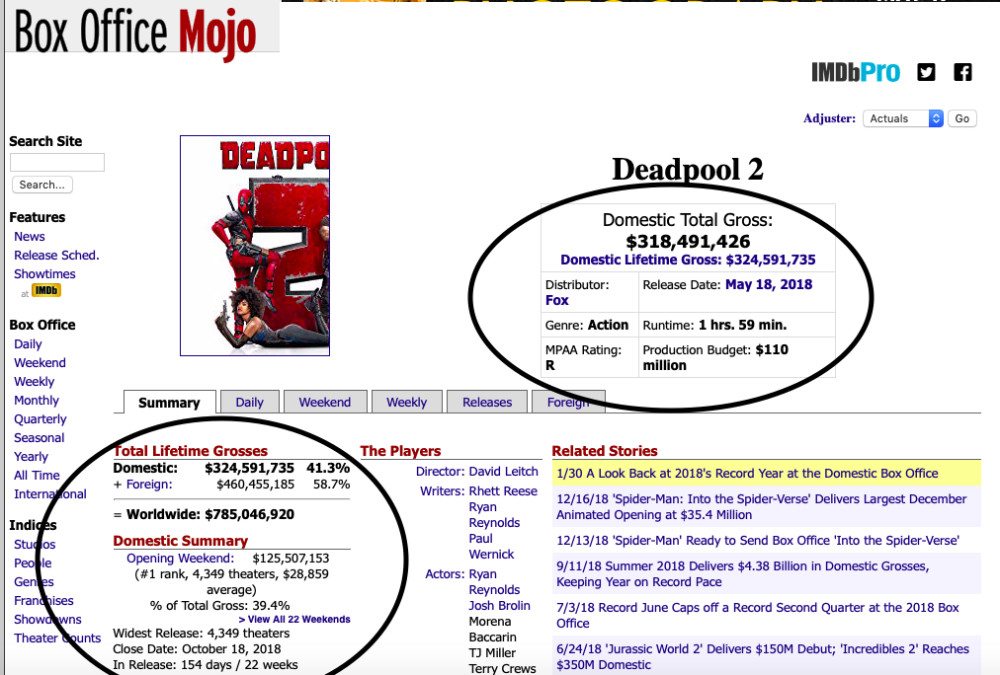 Box Office Mojo
IMDbPro
Adjuster: Actuals Go
Search Site
Search...
Features
News
Release Sched.
Showtimes
at IMDb
Box Office
Daily
Weekend
Weekly
Monthly
Quarterly
Seasonal
Yearly
All Time
International
Indices
Studios
People
Genres
Franchises
Showdowns
Theater Counts
DEADPO
Deadpool 2
Domestic Total Gross:
$318,491,426
Domestic Lifetime Gross: $324,591,735
Distributor:
Fox
Release Date: May 18, 2018
Genre: Action
Runtime: 1 hrs. 59 min.
MPAA Rating:
R
Production Budget: $110
million
Summary Daily Weekend Weekly Releases Foreign
Total Lifetime Grosses
Domestic: $324,591,735 41.3%
+ Foreign: $460,455,185 58.7%
= Worldwide: $785,046,920
Domestic Summary
Opening Weekend: $125,507,153
(#1 rank, 4,349 theaters, $28,859
average)
% of Total Gross: 39.4%
> View All 22 Weekends
Widest Release: 4,349 theaters
Close Date: October 18, 2018
In Release: 154 days / 22 weeks
The Players
Director: David Leitch
Writers: Rhett Reese
Ryan
Reynolds
Paul
Wernick
Actors: Ryan
Reynolds
Josh Brolin
Morena
Baccarin
TJ Miller
Terry Crews
Related Stories
1/30 A Look Back at 2018's Record Year at the Domestic Box Office
12/16/18 'Spider-Man: Into the Spider-Verse' Delivers Largest December
Animated Opening at $35.4 Million
12/13/18 'Spider-Man' Ready to Send Box Office 'Into the Spider-Verse'
9/11/18 Summer 2018 Delivers $4.38 Billion in Domestic Grosses,
Keeping Year on Record Pace
7/3/18 Record June Caps off a Record Second Quarter at the 2018 Box
Office
6/24/18 'Jurassic World 2' Delivers $150M Debut; 'Incredibles 2' Reaches
$350M Domestic